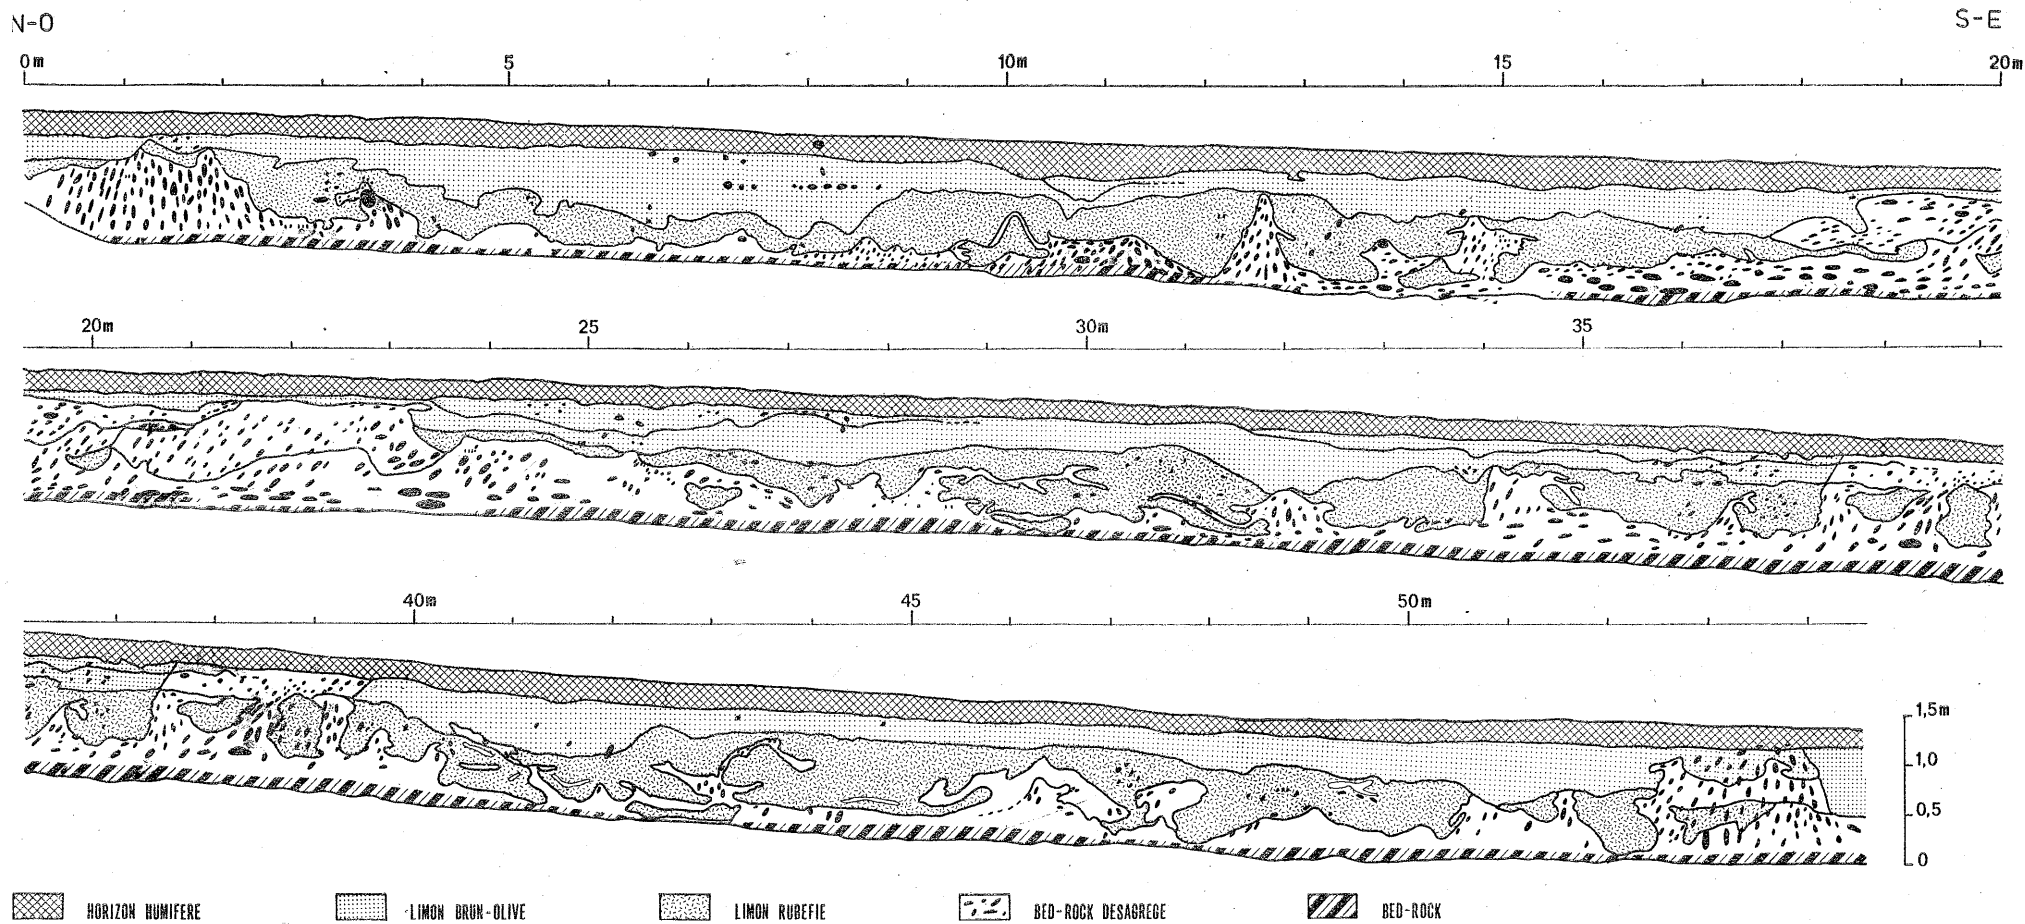 N-O S-E
0m 5 10m 15 20m
20m 25 30m 35
40m 45 50m
1,5m
1,0
0,5
0
HORIZON HUMIFERE LIMON BRUN-OLIVE LIMON RUBEFIE BED-ROCK DESAGREGE BED-ROCK